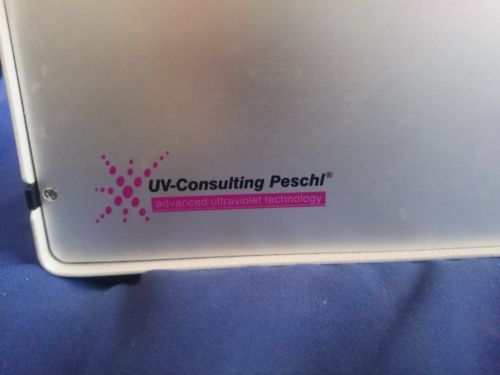 UV-Consulting Peschl®
advanced ultraviolet technology